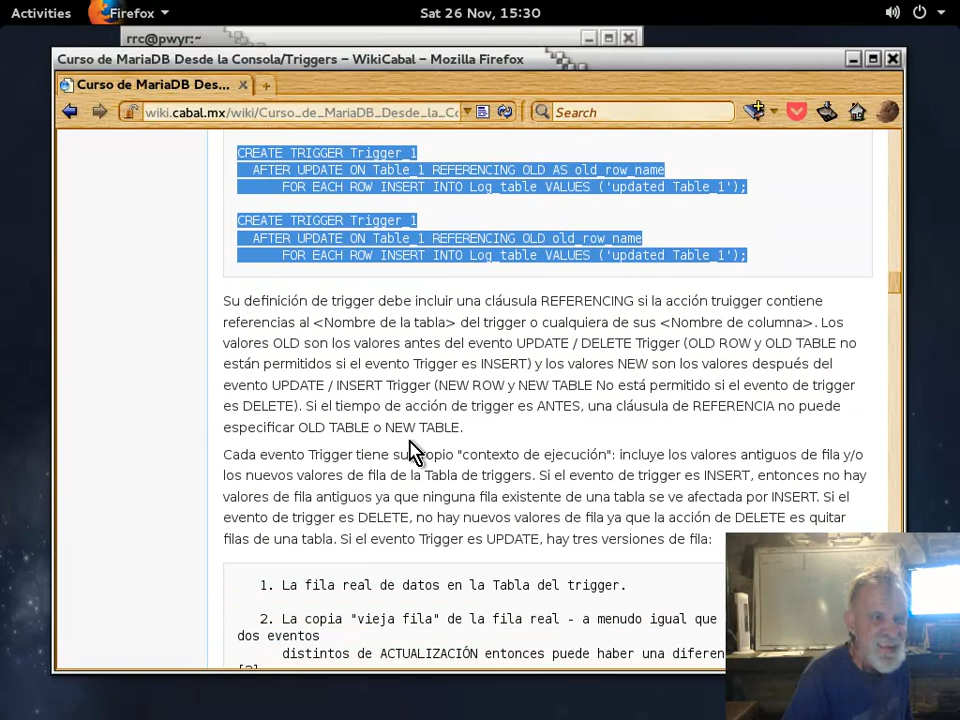 Activities Firefox Sat 26 Nov, 15:30
rrc@pwyr:~
Curso de MariaDB Desde la Consola/Triggers – WikiCabal – Mozilla Firefox
Curso de MariaDB Des...
wiki.cabal.mx/wiki/Curso_de_MariaDB_Desde_la_Co Search
CREATE TRIGGER Trigger_1
AFTER UPDATE ON Table_1 REFERENCING OLD AS old_row_name
FOR EACH ROW INSERT INTO Log_table VALUES ('updated Table_1');
CREATE TRIGGER Trigger_1
AFTER UPDATE ON Table_1 REFERENCING OLD old_row_name
FOR EACH ROW INSERT INTO Log_table VALUES ('updated Table_1');
Su definición de trigger debe incluir una cláusula REFERENCING si la acción truigger contiene
referencias al <Nombre de la tabla> del trigger o cualquiera de sus <Nombre de columna>. Los
valores OLD son los valores antes del evento UPDATE / DELETE Trigger (OLD ROW y OLD TABLE no
están permitidos si el evento Trigger es INSERT) y los valores NEW son los valores después del
evento UPDATE / INSERT Trigger (NEW ROW y NEW TABLE No está permitido si el evento de trigger
es DELETE). Si el tiempo de acción de trigger es ANTES, una cláusula de REFERENCIA no puede
especificar OLD TABLE o NEW TABLE.
Cada evento Trigger tiene su propio "contexto de ejecución": incluye los valores antiguos de fila y/o
los nuevos valores de fila de la Tabla de triggers. Si el evento de trigger es INSERT, entonces no hay
valores de fila antiguos ya que ninguna fila existente de una tabla se ve afectada por INSERT. Si el
evento de trigger es DELETE, no hay nuevos valores de fila ya que la acción de DELETE es quitar
filas de una tabla. Si el evento Trigger es UPDATE, hay tres versiones de fila:
1. La fila real de datos en la Tabla del trigger.
2. La copia "vieja fila" de la fila real - a menudo igual que
dos eventos
distintos de ACTUALIZACIÓN entonces puede haber una diferen